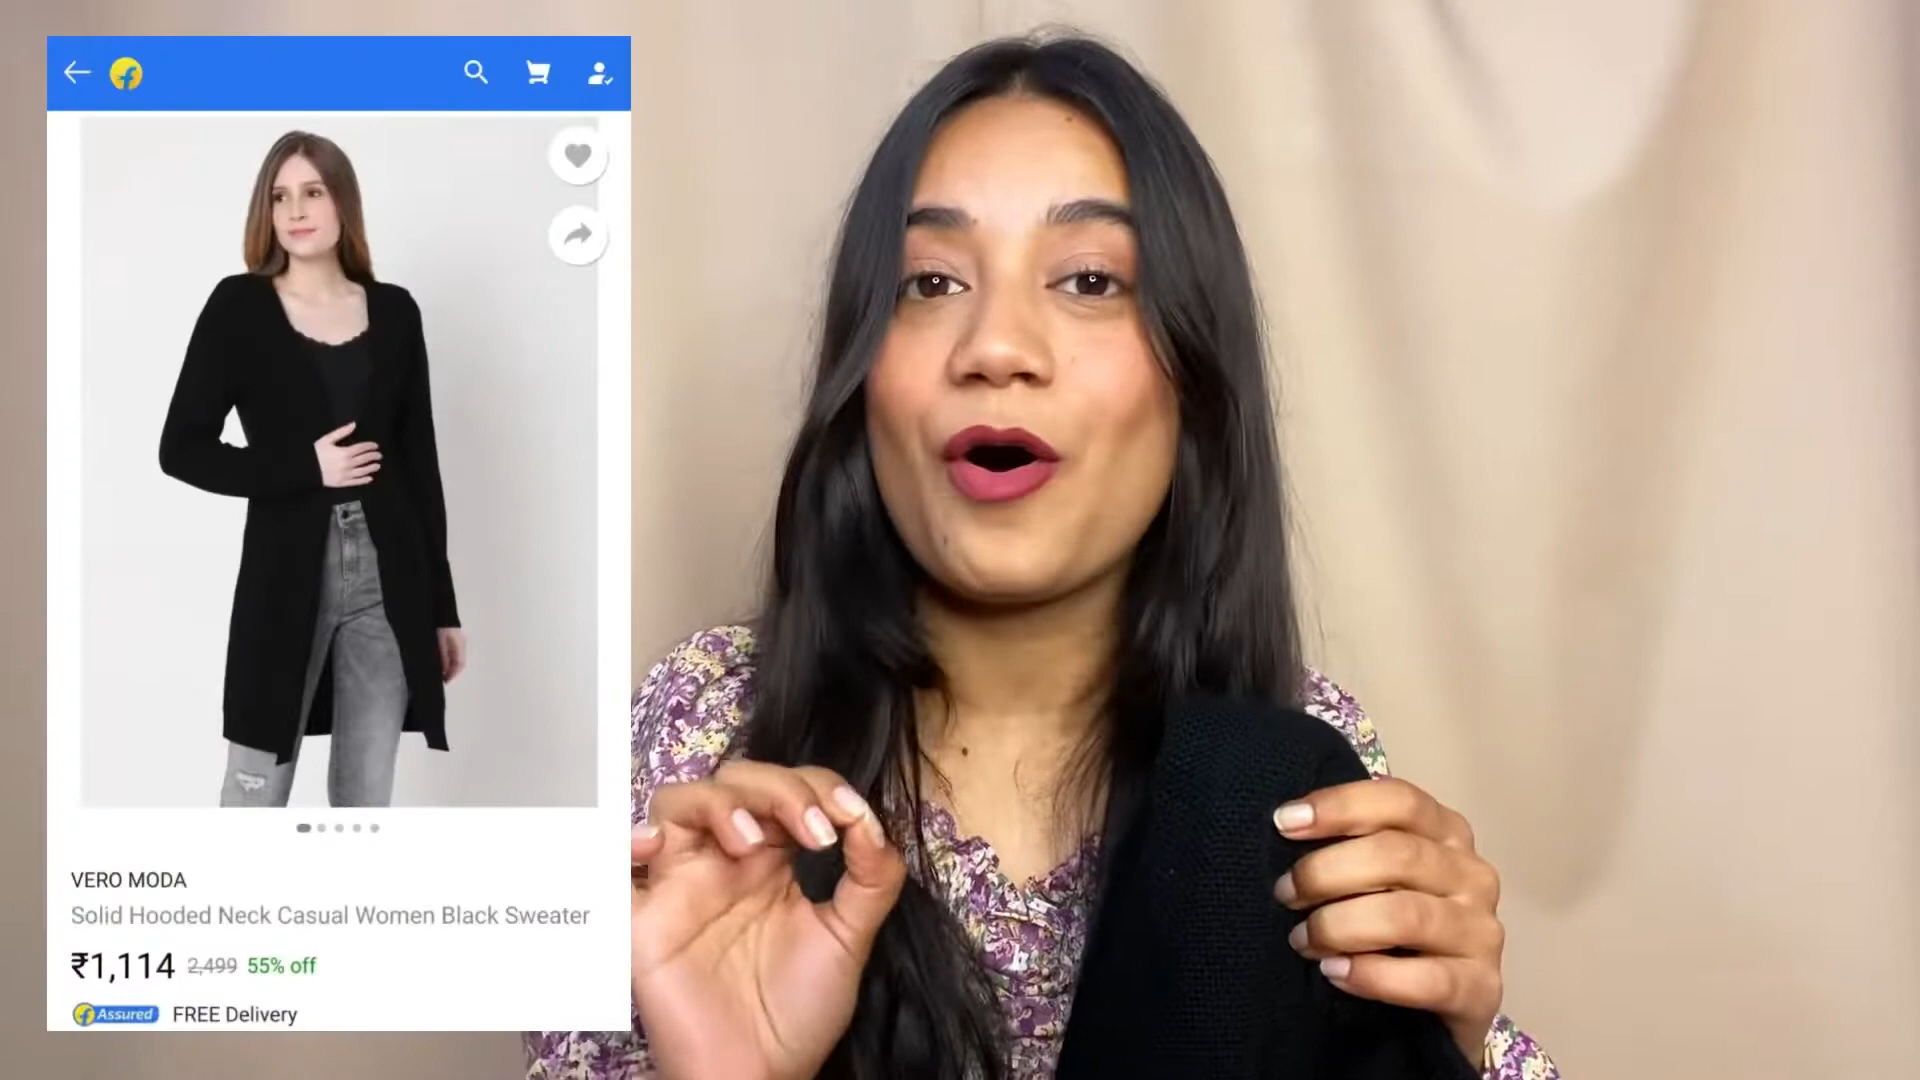 VERO MODA
Solid Hooded Neck Casual Women Black Sweater
₹1,114 2,499 55% off
Assured FREE Delivery